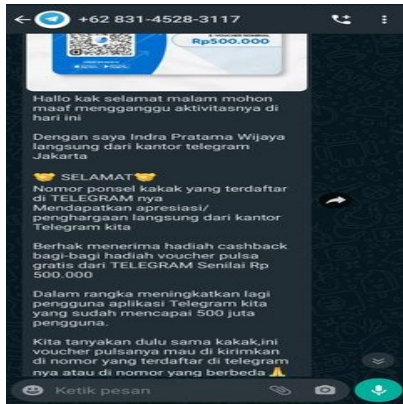 +62 831-4528-3117
Rp500.000
Hallo kak selamat malam mohon
maaf mengganggu aktivitasnya di
hari ini
Dengan saya Indra Pratama Wijaya
langsung dari kantor telegram
Jakarta
🤝 SELAMAT🤝
Nomor ponsel kakak yang terdaftar
di TELEGRAM nya
Mendapatkan apresiasi/
penghargaan langsung dari kantor
Telegram kita
Berhak menerima hadiah cashback
bagi-bagi hadiah voucher pulsa
gratis dari TELEGRAM Senilai Rp
500.000
Dalam rangka meningkatkan lagi
pengguna aplikasi Telegram kita
yang sudah mencapai 500 juta
pengguna.
Kita tanyakan dulu sama kakak,ini
voucher pulsanya mau di kirimkan
di nomor yang terdaftar di telegram
nya atau di nomor yang berbeda 🙏
Ketik pesan